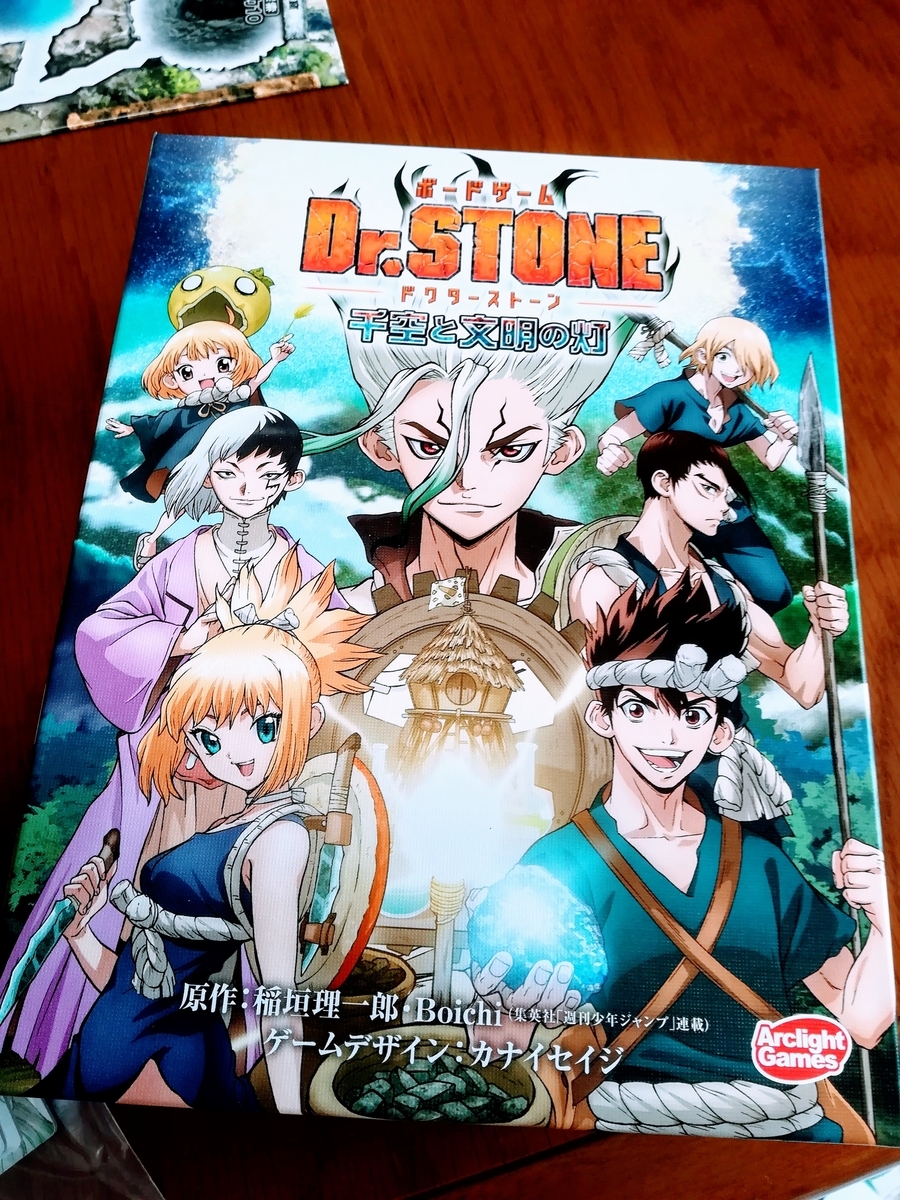 ボードゲーム
Dr.STONE
ドクターストーン
千空と文明の灯
原作:稲垣理一郎・Boichi(集英社「週刊少年ジャンプ」連載)
ゲームデザイン:カナイセイジ
Arclight
Games